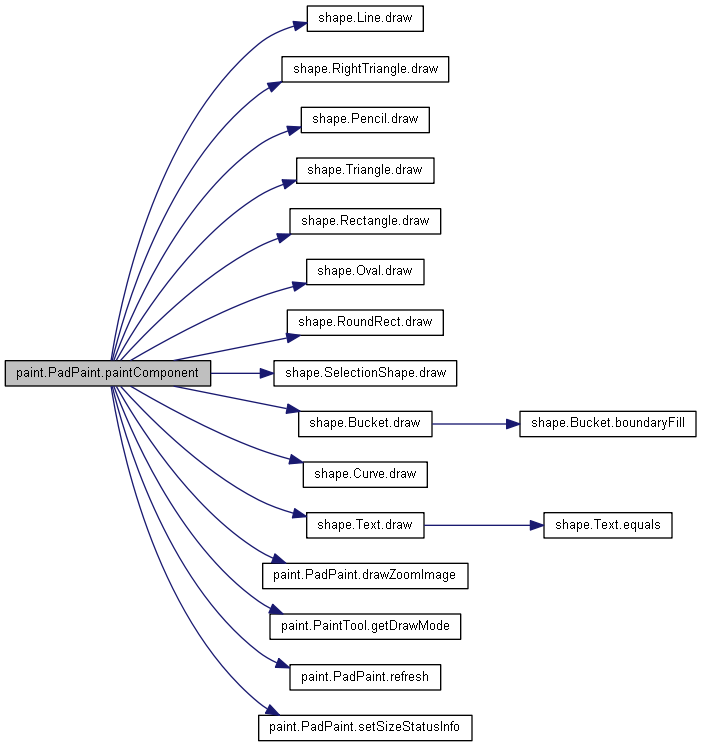 shape.Line.draw
shape.RightTriangle.draw
shape.Pencil.draw
shape.Triangle.draw
shape.Rectangle.draw
shape.Oval.draw
shape.RoundRect.draw
paint.PadPaint.paintComponent
shape.SelectionShape.draw
shape.Bucket.draw
shape.Bucket.boundaryFill
shape.Curve.draw
shape.Text.draw
shape.Text.equals
paint.PadPaint.drawZoomImage
paint.PaintTool.getDrawMode
paint.PadPaint.refresh
paint.PadPaint.setSizeStatusInfo